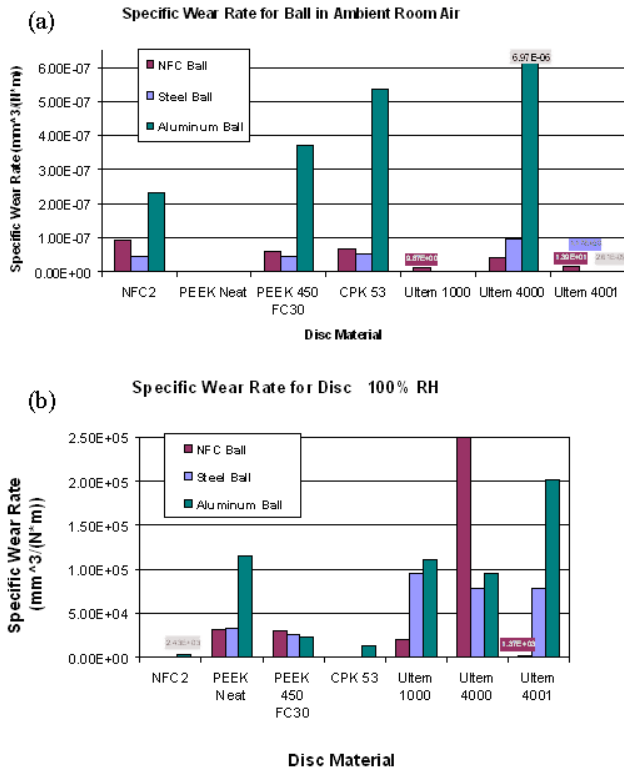 (a)
Specific Wear Rate for Ball in Ambient Room Air
Specific Wear Rate (mm^3/(N*m)
6.00E-07
5.00E-07
4.00E-07
3.00E-07
2.00E-07
1.00E-07
0.00E+00
NFC Ball
Steel Ball
Aluminum Ball
6.97E-06
NFC2
PEEK Neat
PEEK 450
FC30
CPK 53
Ultem 1000
Ultem 4000
Ultem 4001
Disc Material
(b)
Specific Wear Rate for Disc 100% RH
Specific Wear Rate
(mm^3/(N*m))
2.50E+05
2.00E+05
1.50E+05
1.00E+05
5.00E+04
0.00E+00
NFC Ball
Steel Ball
Aluminum Ball
1.37E+03
NFC2
PEEK
Neat
PEEK
450
FC30
CPK 53
Ultem
1000
Ultem
4000
Ultem
4001
Disc Material